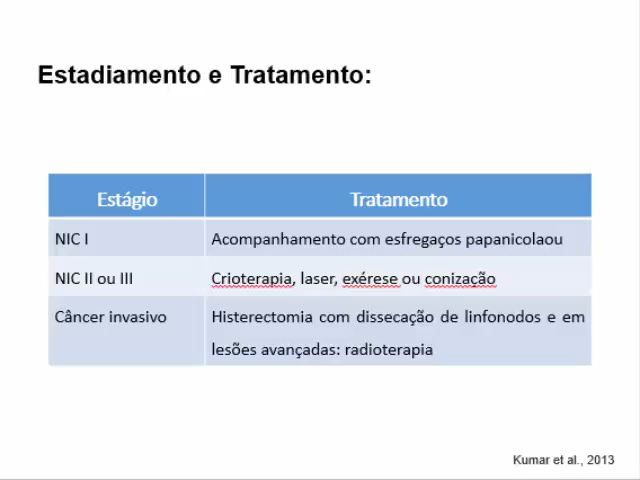 Estadiamento e Tratamento:
Estágio Tratamento
NIC I Acompanhamento com esfregaços papanicolaou
NIC II ou III Crioterapia, laser, exérese ou conização
Câncer invasivo Histerectomia com dissecação de linfonodos e em
lesões avançadas: radioterapia
Kumar et al., 2013